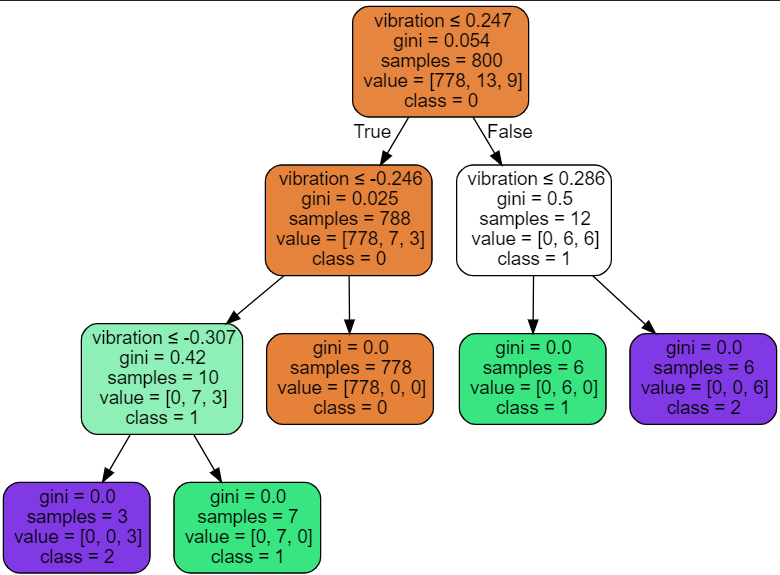 vibration ≤ 0.247
gini = 0.054
samples = 800
value = [778, 13, 9]
class = 0
True
False
vibration ≤ -0.246
gini = 0.025
samples = 788
value = [778, 7, 3]
class = 0
vibration ≤ 0.286
gini = 0.5
samples = 12
value = [0, 6, 6]
class = 1
vibration ≤ -0.307
gini = 0.42
samples = 10
value = [0, 7, 3]
class = 1
gini = 0.0
samples = 778
value = [778, 0, 0]
class = 0
gini = 0.0
samples = 6
value = [0, 6, 0]
class = 1
gini = 0.0
samples = 6
value = [0, 0, 6]
class = 2
gini = 0.0
samples = 3
value = [0, 0, 3]
class = 2
gini = 0.0
samples = 7
value = [0, 7, 0]
class = 1